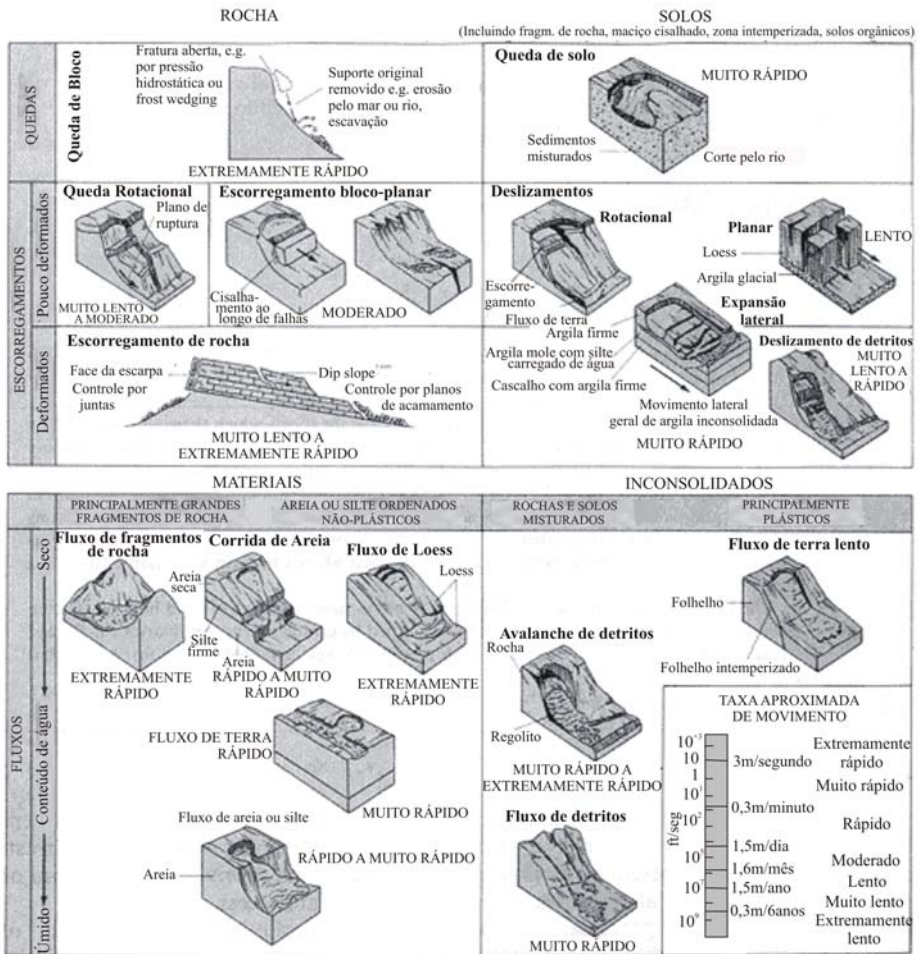 ROCHA
SOLOS
(Incluindo fragm. de rocha, maciço cisalhado, zona intemperizada, solos orgânicos)
QUEDAS
Queda de Bloco
Fratura aberta, e.g.
por pressão
hidrostática ou
frost wedging
Suporte original
removido e.g. erosão
pelo mar ou rio,
escavação
EXTREMAMENTE RÁPIDO
Queda de solo
MUITO RÁPIDO
Sedimentos
misturados
Corte pelo rio
ESCORREGAMENTOS
Pouco deformados
Queda Rotacional
Plano de
ruptura
MUITO LENTO
A MODERADO
Escorregamento bloco-planar
Cisalha-
mento ao
longo de falhas
MODERADO
Deslizamentos
Rotacional
Escorre-
gamento
Fluxo de terra
Planar
LENTO
Loess
Argila glacial
Expansão
lateral
Argila firme
Argila mole com silte
carregado de água
Cascalho com argila firme
Movimento lateral
geral de argila inconsolidada
MUITO RÁPIDO
Deslizamento de detritos
MUITO
LENTO A
RÁPIDO
Deformados
Escorregamento de rocha
Face da escarpa
Controle por
juntas
Dip slope
Controle por planos
de acamamento
MUITO LENTO A
EXTREMAMENTE RÁPIDO
MATERIAIS
INCONSOLIDADOS
PRINCIPALMENTE GRANDES
FRAGMENTOS DE ROCHA
AREIA OU SILTE ORDENADOS
NÃO-PLÁSTICOS
ROCHAS E SOLOS
MISTURADOS
PRINCIPALMENTE
PLÁSTICOS
FLUXOS
Seco
Conteúdo de água
Úmido
Fluxo de fragmentos
de rocha
EXTREMAMENTE
RÁPIDO
Corrida de Areia
Areia
seca
Silte
firme
Areia
RÁPIDO A MUITO
RÁPIDO
Fluxo de Loess
Loess
EXTREMAMENTE
RÁPIDO
FLUXO DE TERRA
RÁPIDO
MUITO RÁPIDO
Fluxo de areia ou silte
RÁPIDO A MUITO RÁPIDO
Areia
Avalanche de detritos
Rocha
Regolito
MUITO RÁPIDO A
EXTREMAMENTE RÁPIDO
Fluxo de detritos
MUITO RÁPIDO
Fluxo de terra lento
Folhelho
Folhelho intemperizado
TAXA APROXIMADA
DE MOVIMENTO
ft/seg
10
1
3m/segundo
0,3m/minuto
1,5m/dia
1,6m/mês
1,5m/ano
0,3m/6anos
Extremamente
rápido
Muito rápido
Rápido
Moderado
Lento
Muito lento
Extremamente
lento